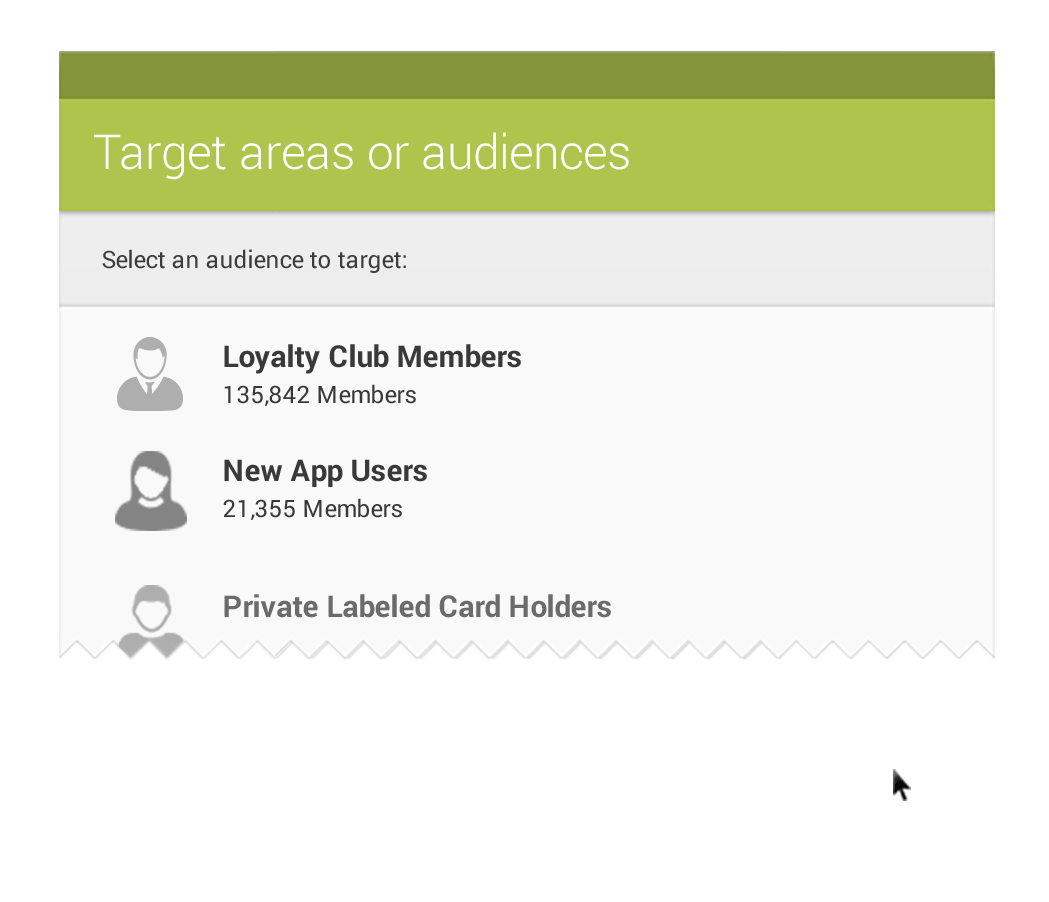 Target areas or audiences
Select an audience to target:
Loyalty Club Members
135,842 Members
New App Users
21,355 Members
Private Labeled Card Holders